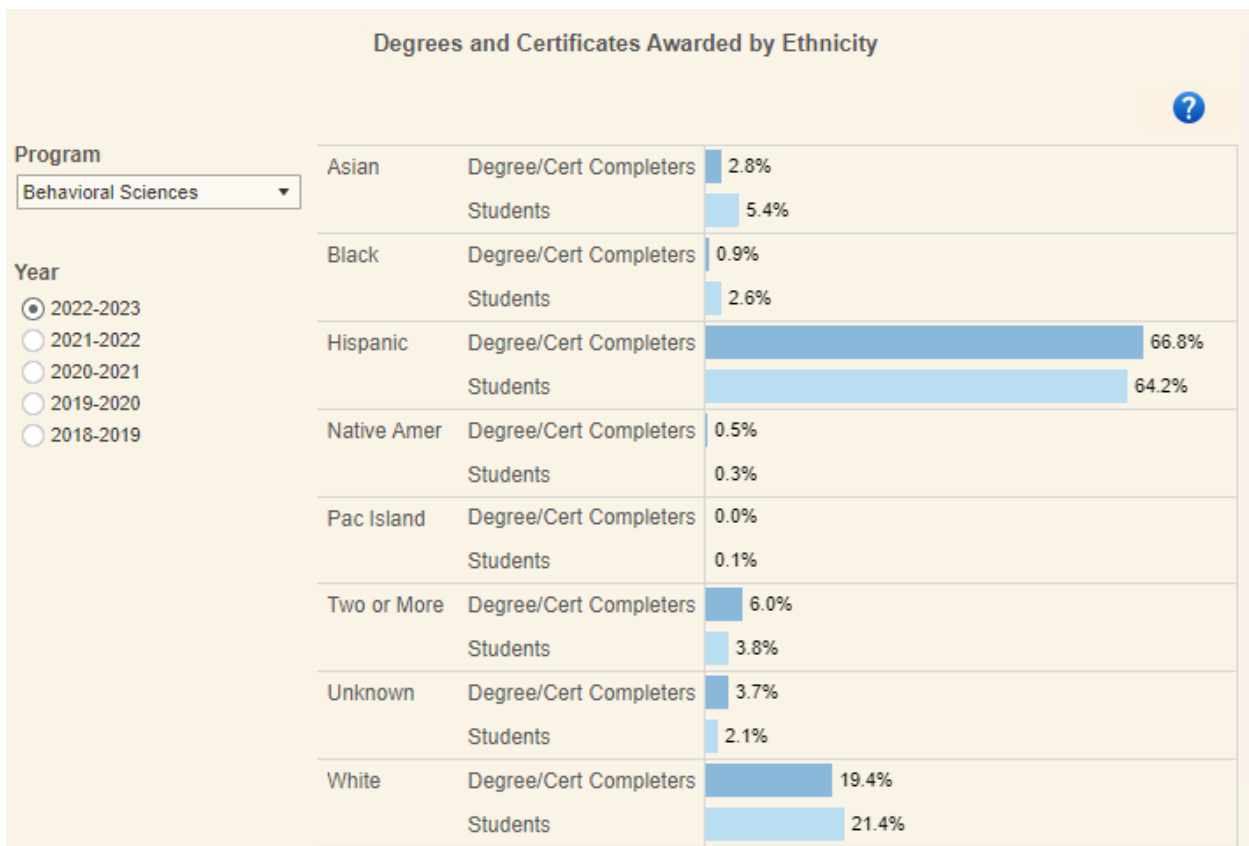 Degrees and Certificates Awarded by Ethnicity
?
Program
Behavioral Sciences
Year
2022-2023
2021-2022
2020-2021
2019-2020
2018-2019
Asian Degree/Cert Completers 2.8%
Students 5.4%
Black Degree/Cert Completers 0.9%
Students 2.6%
Hispanic Degree/Cert Completers 66.8%
Students 64.2%
Native Amer Degree/Cert Completers 0.5%
Students 0.3%
Pac Island Degree/Cert Completers 0.0%
Students 0.1%
Two or More Degree/Cert Completers 6.0%
Students 3.8%
Unknown Degree/Cert Completers 3.7%
Students 2.1%
White Degree/Cert Completers 19.4%
Students 21.4%